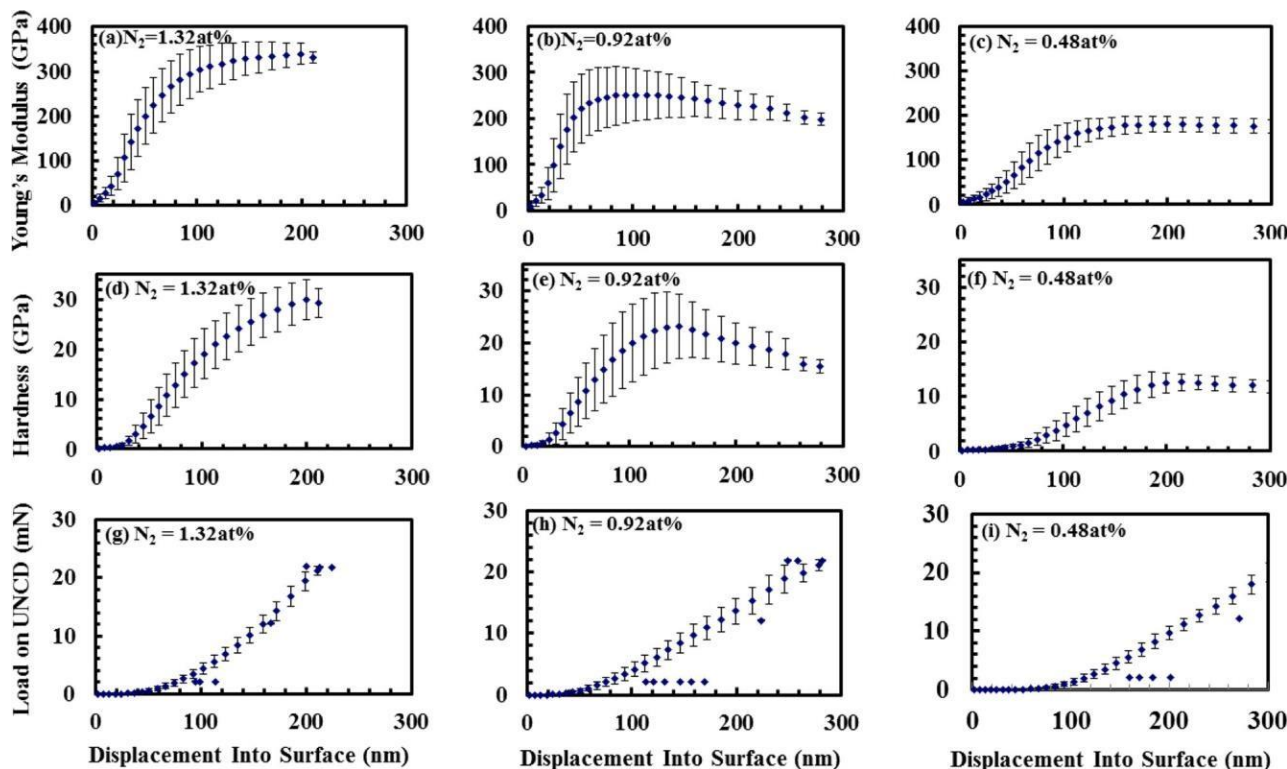 Young's Modulus (GPa)
400
300
200
100
0
(a)N₂=1.32at%
0 100 200 300
400
300
200
100
0
(b)N₂=0.92at%
0 100 200 300
400
300
200
100
0
(c) N₂ = 0.48at%
0 100 200 300
Hardness (GPa)
30
20
10
0
(d) N₂ = 1.32at%
0 100 200 300
30
20
10
0
(e) N₂ = 0.92at%
0 100 200 300
30
20
10
0
(f) N₂ = 0.48at%
0 100 200 300
Load on UNCD (mN)
30
20
10
0
(g) N₂ = 1.32at%
0 100 200 300
Displacement Into Surface (nm)
30
20
10
0
(h) N₂ = 0.92at%
0 100 200 300
Displacement Into Surface (nm)
30
20
10
0
(i) N₂ = 0.48at%
0 100 200 300
Displacement Into Surface (nm)